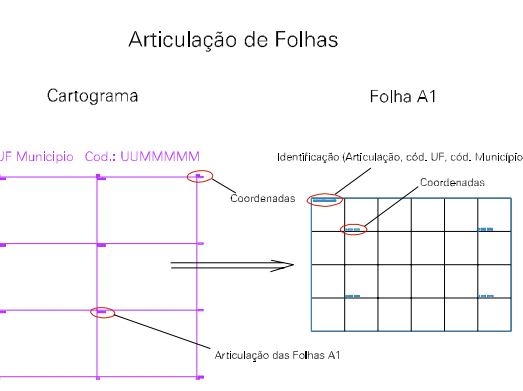 Articulação de Folhas
Cartograma
Folha A1
UF Municipio Cod.: UUMMMMM
Identificação (Articulação, cód. UF, cód. Município
Coordenadas
Coordenadas
Articulação das Folhas A1